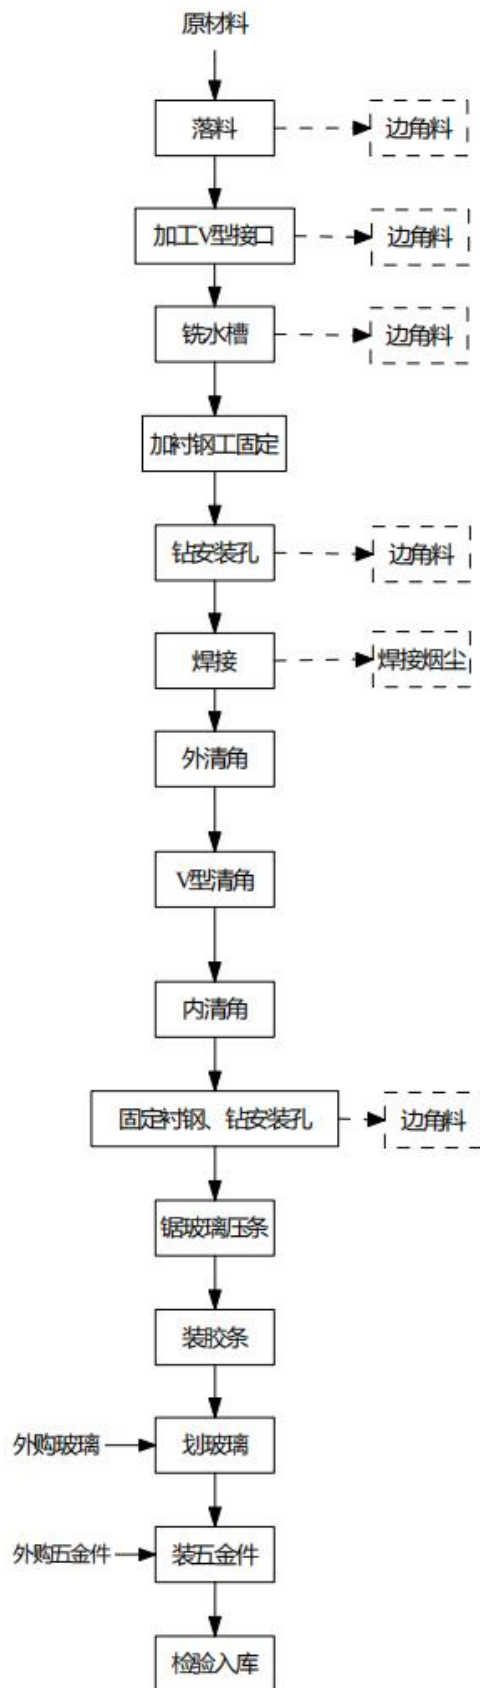 原材料
落料
边角料
加工V型接口
边角料
铣水槽
边角料
加衬钢工固定
钻安装孔
边角料
焊接
焊接烟尘
外清角
V型清角
内清角
固定衬钢、钻安装孔
边角料
锯玻璃压条
装胶条
外购玻璃
划玻璃
外购五金件
装五金件
检验入库